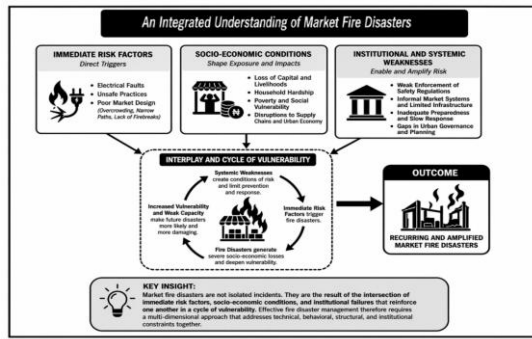 An Integrated Understanding of Market Fire Disasters
IMMEDIATE RISK FACTORS
Direct Triggers
• Electrical Faults
• Unsafe Practices
• Poor Market Design
(Overcrowding, Narrow
Paths, Lack of Firebreaks)
SOCIO-ECONOMIC CONDITIONS
Shape Exposure and Impacts
• Loss of Capital and
Livelihoods
• Household Hardship
• Poverty and Social
Vulnerability
• Disruptions to Supply
Chains and Urban Economy
INSTITUTIONAL AND SYSTEMIC
WEAKNESSES
Enable and Amplify Risk
• Weak Enforcement of
Safety Regulations
• Informal Market Systems
and Limited Infrastructure
• Inadequate Preparedness
and Slow Response
• Gaps in Urban Governance
and Planning
INTERPLAY AND CYCLE OF VULNERABILITY
Systemic Weaknesses
create conditions of risk
and limit prevention
and response.
Immediate Risk
Factors trigger
fire disasters.
Fire Disasters generate
severe socio-economic losses
and deepen vulnerability.
Increased Vulnerability
and Weak Capacity
make future disasters
more likely and
more damaging.
OUTCOME
RECURRING AND AMPLIFIED
MARKET FIRE DISASTERS
KEY INSIGHT:
Market fire disasters are not isolated incidents. They are the result of the intersection of
immediate risk factors, socio-economic conditions, and institutional failures that reinforce
one another in a cycle of vulnerability. Effective fire disaster management therefore requires
a multi-dimensional approach that addresses technical, behavioral, structural, and institutional
constraints together.